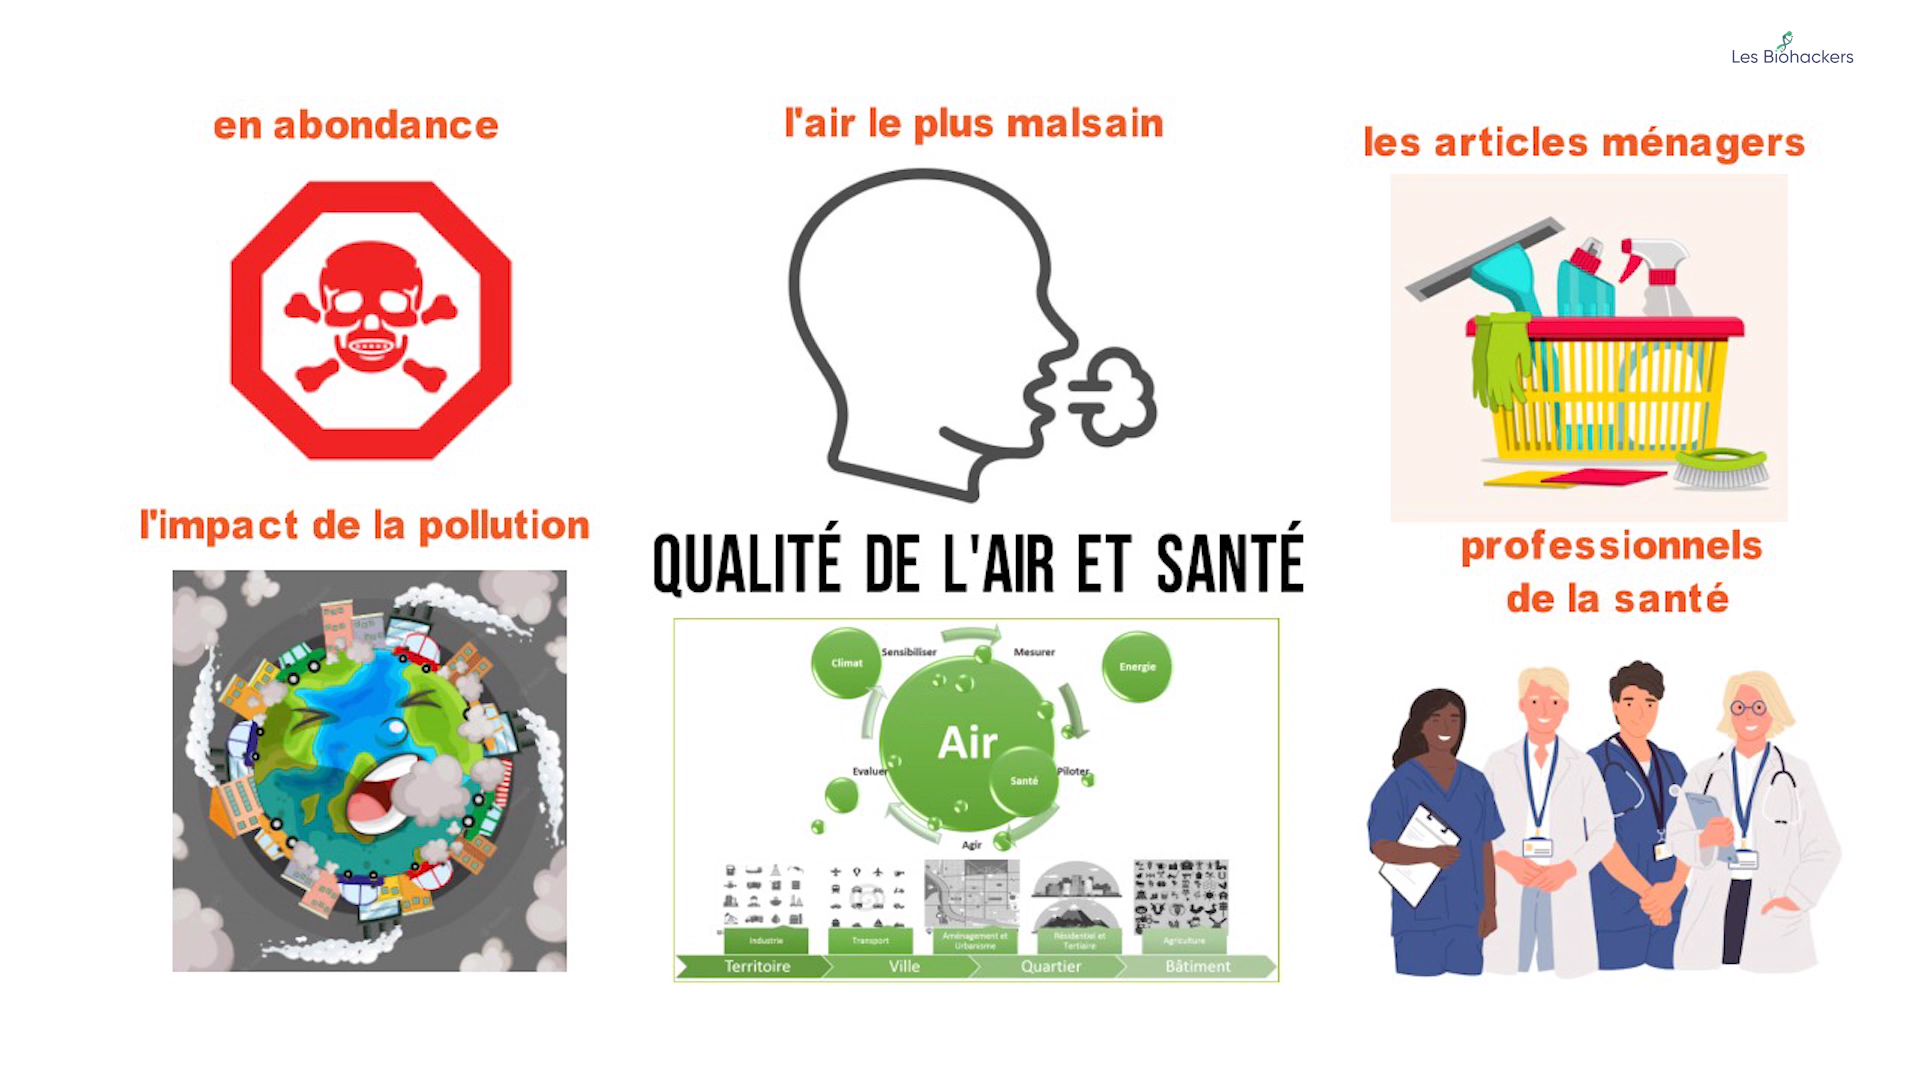 Les Biohackers
en abondance
l'air le plus malsain
les articles ménagers
l'impact de la pollution
QUALITÉ DE L'AIR ET SANTÉ
professionnels
de la santé
Climat
Sensibiliser
Mesurer
Energie
Air
Evaluer
Santé
Piloter
Agir
Industrie
Transport
Aménagement et
Urbanisme
Résidentiel et
Tertiaire
Agriculture
Territoire
Ville
Quartier
Bâtiment